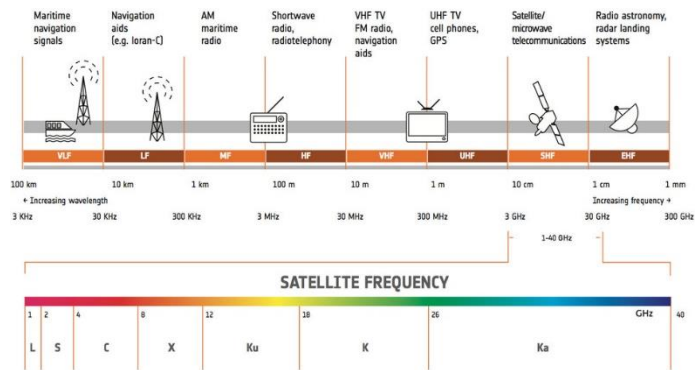 Maritime
navigation
signals
Navigation
aids
(e.g. loran-C)
AM
maritime
radio
Shortwave
radio,
radiotelephony
VHF TV
FM radio,
navigation
aids
UHF TV
cell phones,
GPS
Satellite/
microwave
telecommunications
Radio astronomy,
radar landing
systems
VLF LF MF HF VHF UHF SHF EHF
100 km 10 km 1 km 100 m 10 m 1 m 10 cm 1 cm 1 mm
← Increasing wavelength Increasing frequency →
3 KHz 30 KHz 300 KHz 3 MHz 30 MHz 300 MHz 3 GHz 30 GHz 300 GHz
1-40 GHz
SATELLITE FREQUENCY
1 2 4 8 12 18 26 GHz 40
L S C X Ku K Ka